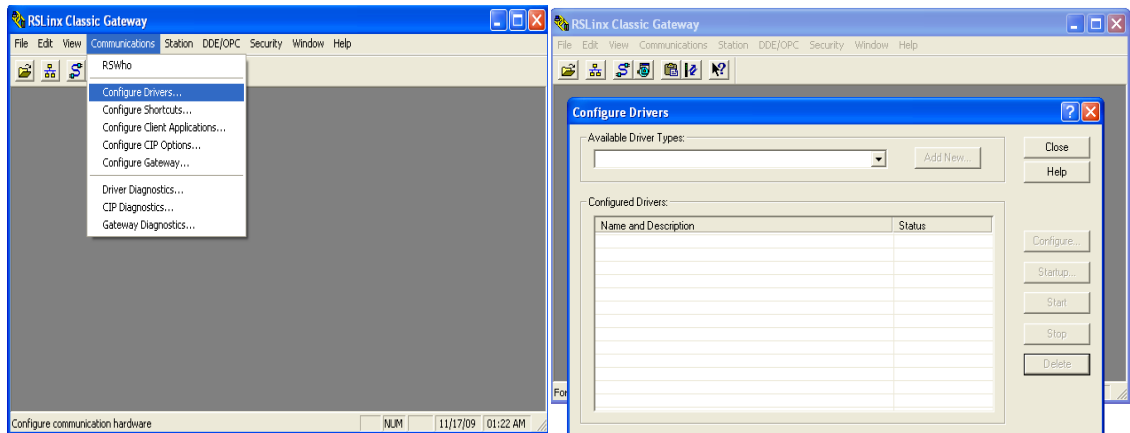 RSLinx Classic Gateway
File Edit View Communications Station DDE/OPC Security Window Help
RSWho
Configure Drivers...
Configure Shortcuts...
Configure Client Applications...
Configure CIP Options...
Configure Gateway...
Driver Diagnostics...
CIP Diagnostics...
Gateway Diagnostics...
Configure communication hardware
NUM
11/17/09
01:22 AM
RSLinx Classic Gateway
File Edit View Communications Station DDE/OPC Security Window Help
Configure Drivers
Available Driver Types:
Add New...
Close
Help
Configured Drivers:
Name and Description
Status
Configure...
Startup...
Start
Stop
Delete
For